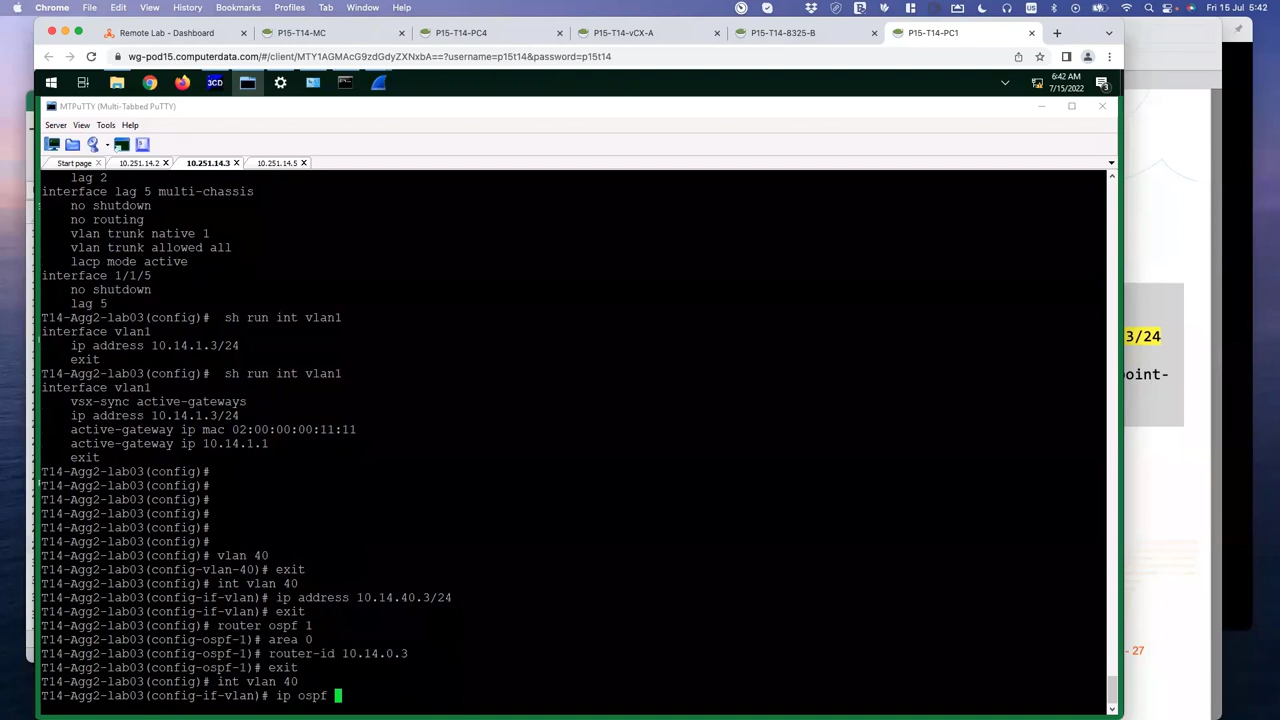 Chrome File Edit View History Bookmarks Profiles Tab Window Help US Fri 15 Jul 5:42
Remote Lab - Dashboard P15-T14-MC P15-T14-PC4 P15-T14-vCX-A P15-T14-8325-B P15-T14-PC1
wg-pod15.computerdata.com/#/client/MTY1AGMAcG9zdGdyZXNxbA==?username=p15t14&password=p15t14
3CD 6:42 AM
7/15/2022 3
MTPuTTY (Multi-Tabbed PuTTY)
Server View Tools Help
Start page 10.251.14.2 10.251.14.3 10.251.14.5
lag 2
interface lag 5 multi-chassis
no shutdown
no routing
vlan trunk native 1
vlan trunk allowed all
lacp mode active
interface 1/1/5
no shutdown
lag 5
T14-Agg2-lab03(config)#  sh run int vlan1
interface vlan1
ip address 10.14.1.3/24
exit
T14-Agg2-lab03(config)#  sh run int vlan1
interface vlan1
vsx-sync active-gateways
ip address 10.14.1.3/24
active-gateway ip mac 02:00:00:00:11:11
active-gateway ip 10.14.1.1
exit
T14-Agg2-lab03(config)#
T14-Agg2-lab03(config)#
T14-Agg2-lab03(config)#
T14-Agg2-lab03(config)#
T14-Agg2-lab03(config)#
T14-Agg2-lab03(config)#
T14-Agg2-lab03(config)# vlan 40
T14-Agg2-lab03(config-vlan-40)# exit
T14-Agg2-lab03(config)# int vlan 40
T14-Agg2-lab03(config-if-vlan)# ip address 10.14.40.3/24
T14-Agg2-lab03(config-if-vlan)# exit
T14-Agg2-lab03(config)# router ospf 1
T14-Agg2-lab03(config-ospf-1)# area 0
T14-Agg2-lab03(config-ospf-1)# router-id 10.14.0.3
T14-Agg2-lab03(config-ospf-1)# exit
T14-Agg2-lab03(config)# int vlan 40
T14-Agg2-lab03(config-if-vlan)# ip ospf
3/24
point-
- 27